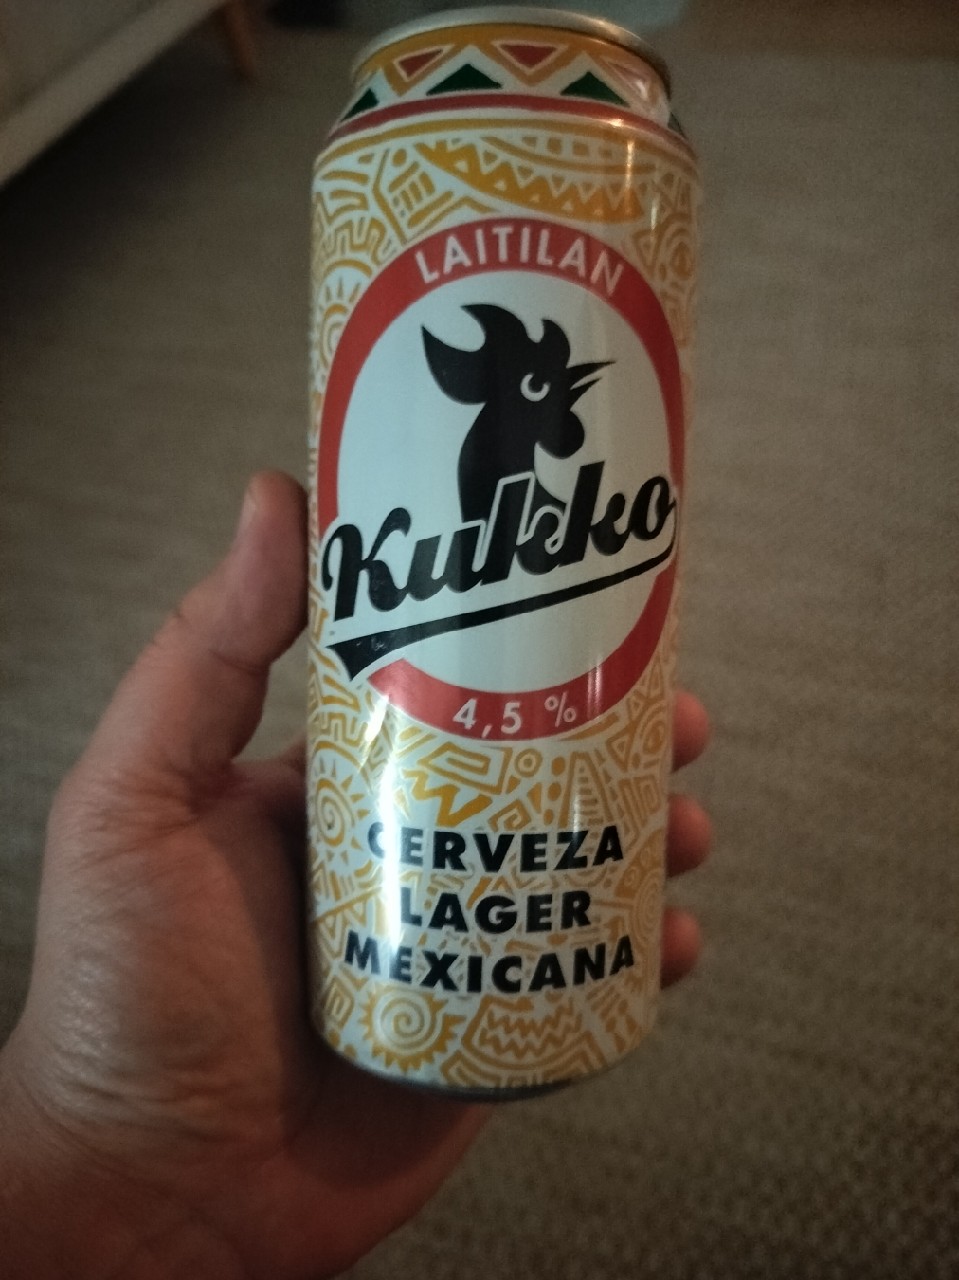 LAITILAN
Kukko
4,5 %
CERVEZA
LAGER
MEXICANA